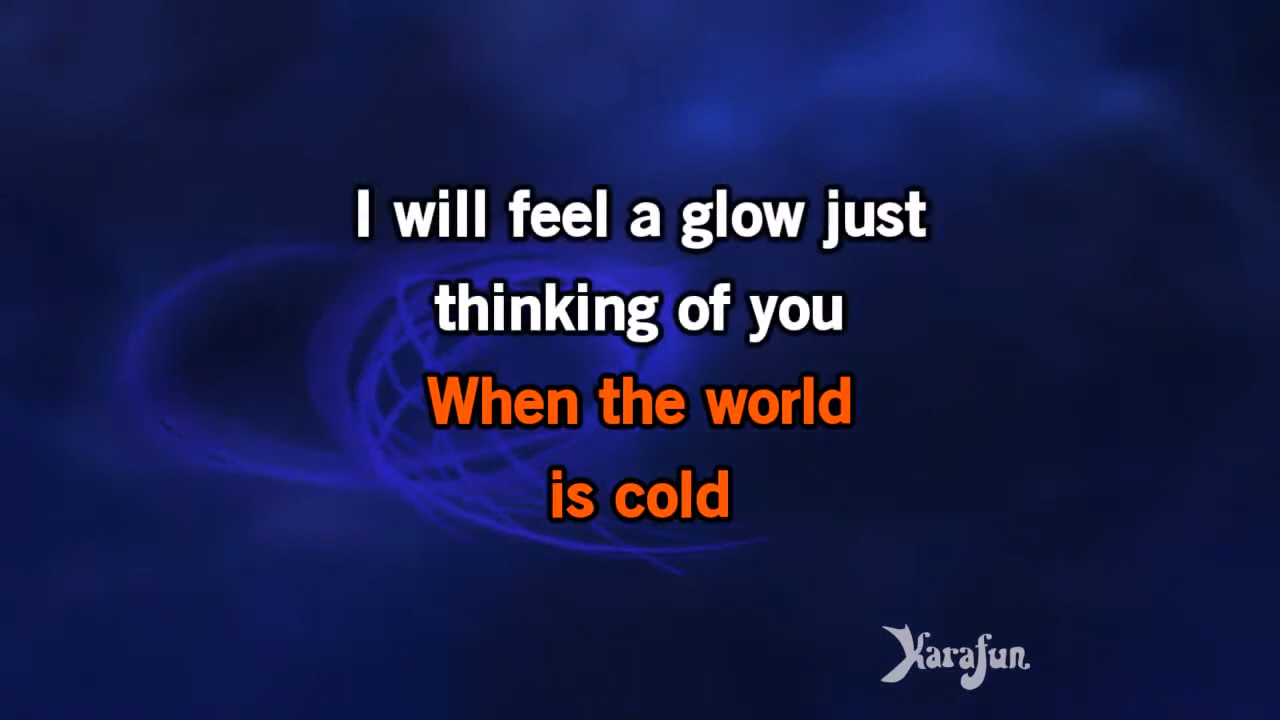 I will feel a glow just
thinking of you
When the world
is cold
Karafun